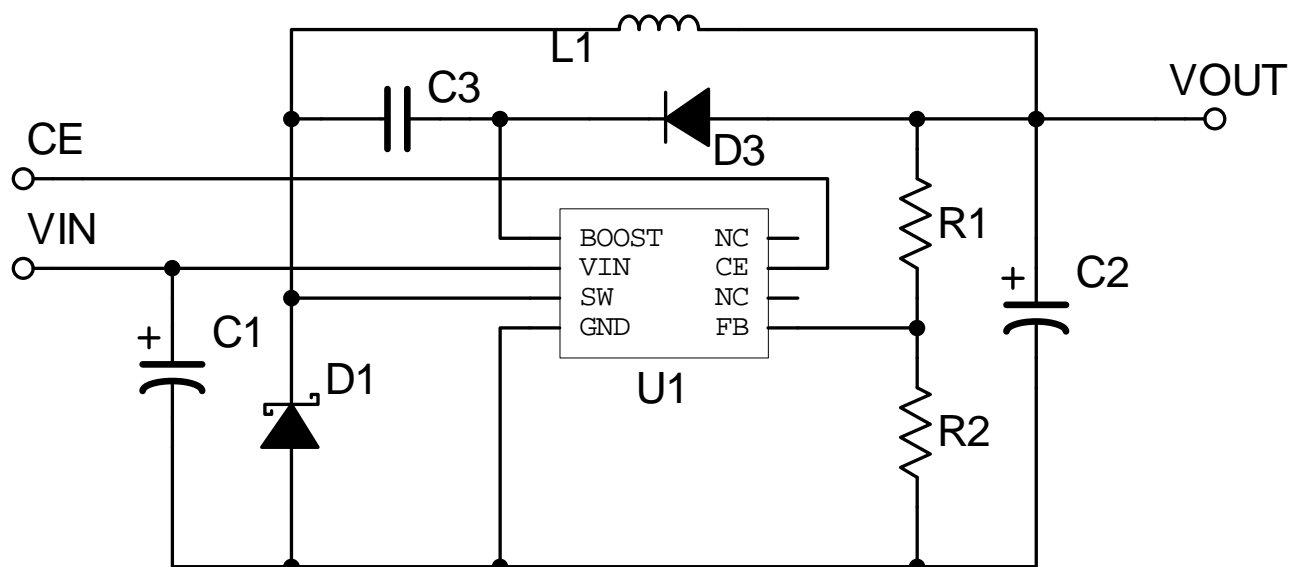 L1
C3
VOUT
D3
CE
R1
VIN
BOOST NC
VIN CE
SW NC
GND FB
+ C2
+ C1
D1
U1
R2